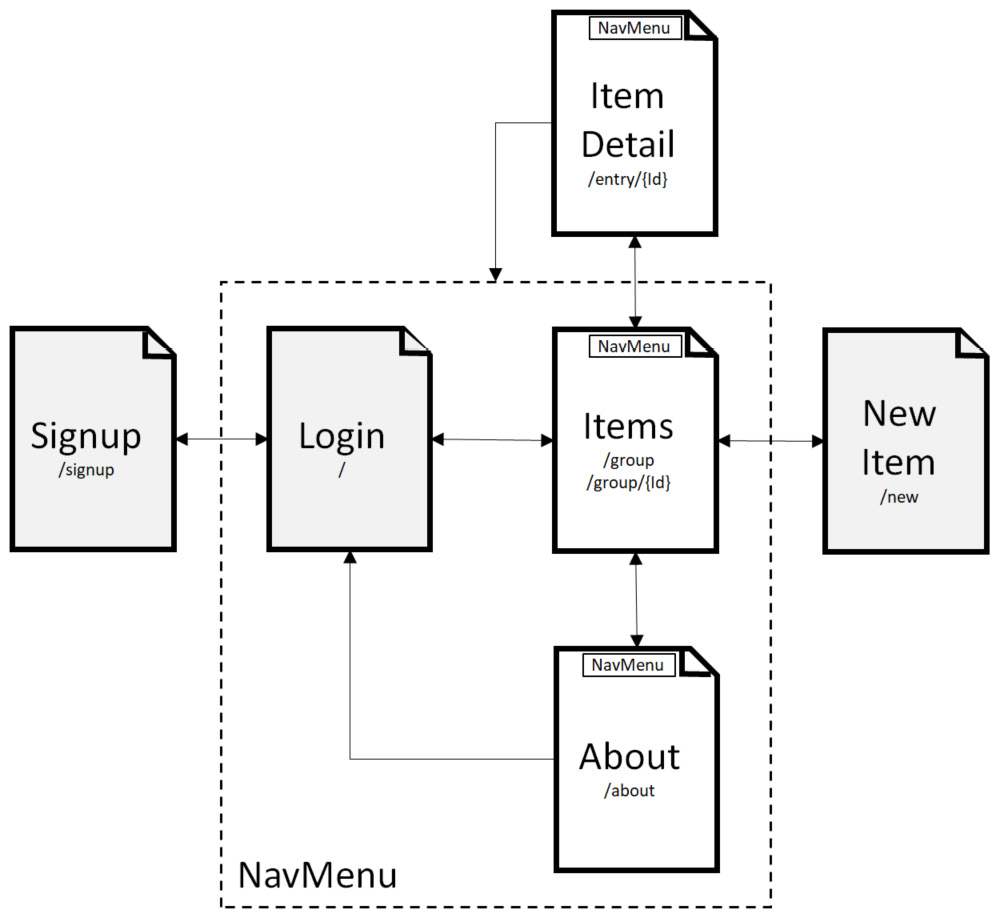 NavMenu
Item
Detail
/entry/{Id}
Signup
/signup
Login
/
NavMenu
Items
/group
/group/{Id}
New
Item
/new
NavMenu
About
/about
NavMenu